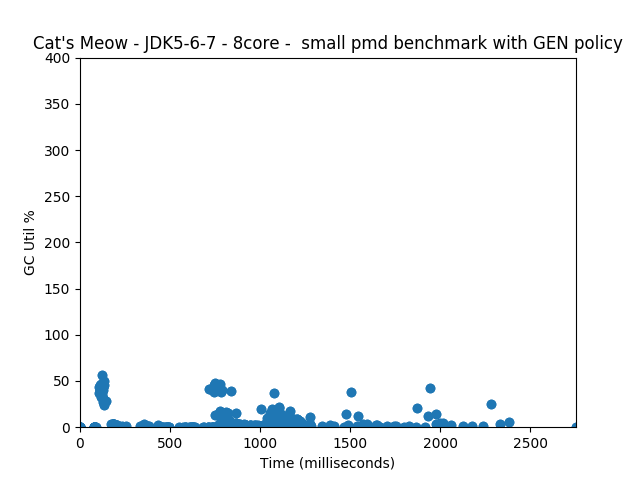 Cat's Meow - JDK5-6-7 - 8core -  small pmd benchmark with GEN policy
400
350
300
250
200
150
100
50
0
GC Util %
0 500 1000 1500 2000 2500
Time (milliseconds)